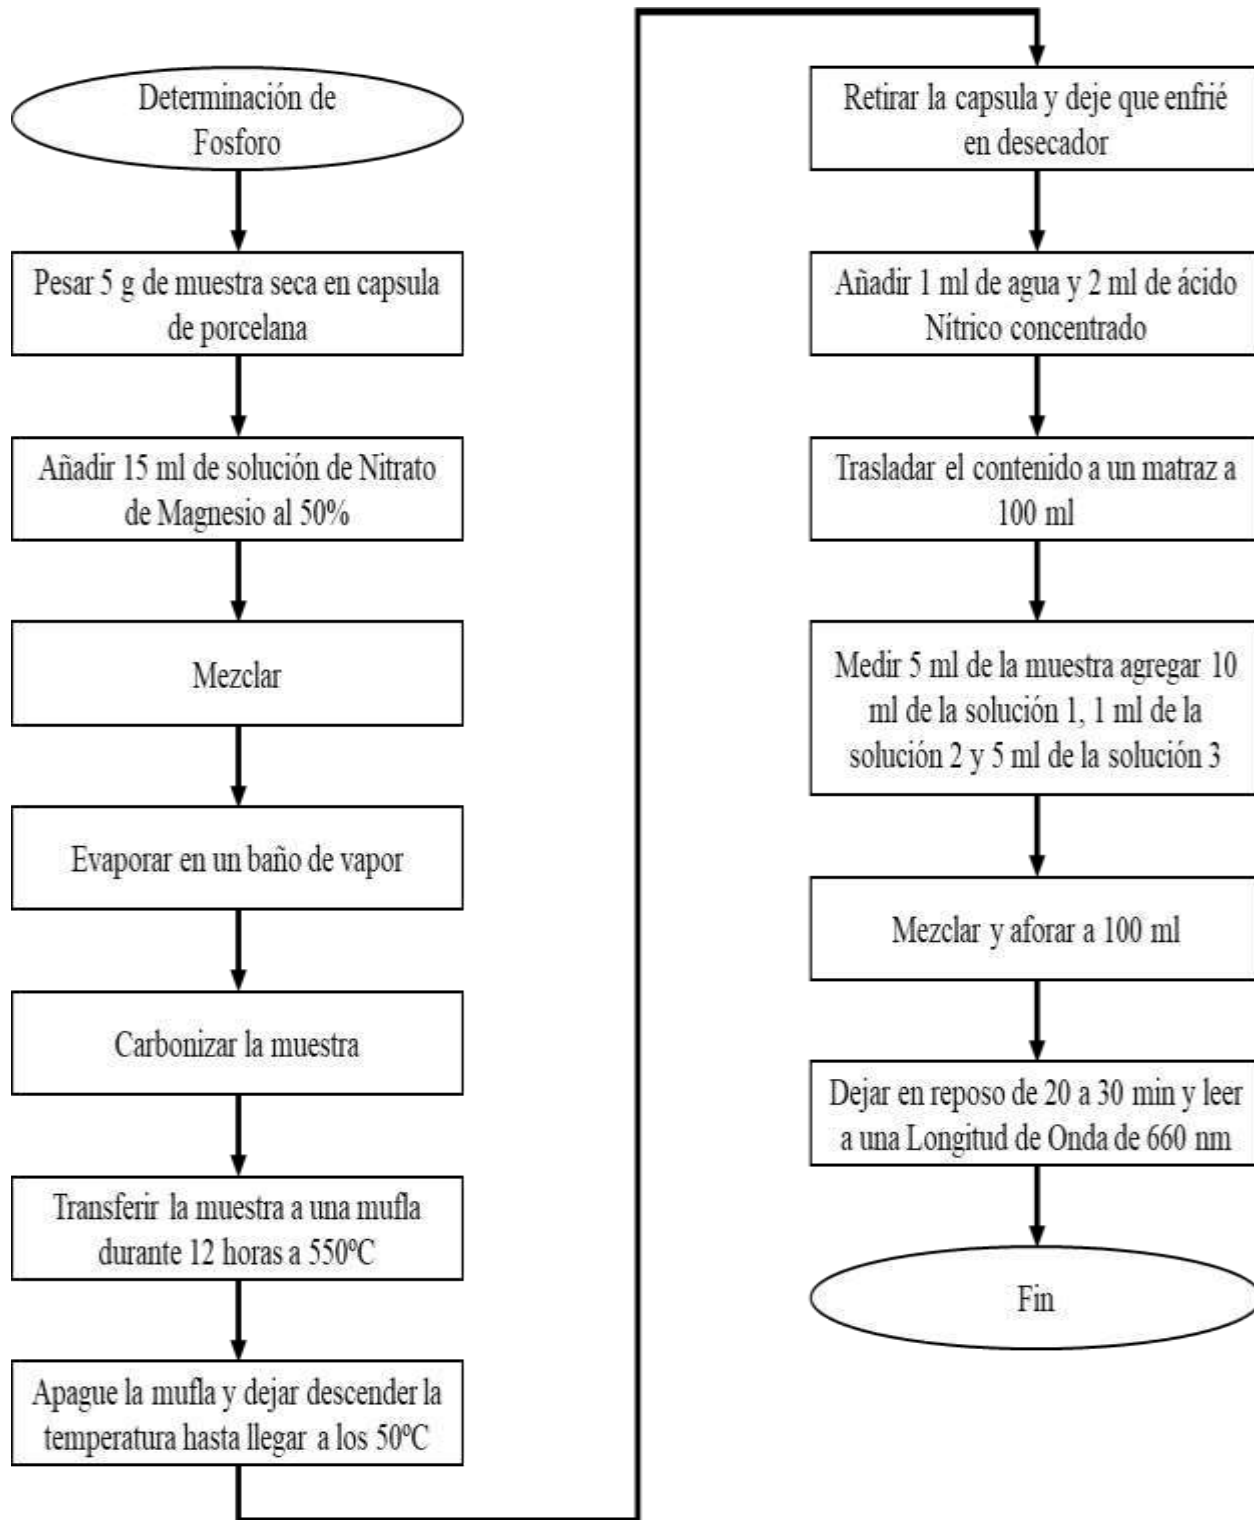 Determinación de
Fosforo
Pesar 5 g de muestra seca en capsula
de porcelana
Añadir 15 ml de solución de Nitrato
de Magnesio al 50%
Mezclar
Evaporar en un baño de vapor
Carbonizar la muestra
Transferir la muestra a una mufla
durante 12 horas a 550ºC
Apague la mufla y dejar descender la
temperatura hasta llegar a los 50ºC
Retirar la capsula y deje que enfrié
en desecador
Añadir 1 ml de agua y 2 ml de ácido
Nítrico concentrado
Trasladar el contenido a un matraz a
100 ml
Medir 5 ml de la muestra agregar 10
ml de la solución 1, 1 ml de la
solución 2 y 5 ml de la solución 3
Mezclar y aforar a 100 ml
Dejar en reposo de 20 a 30 min y leer
a una Longitud de Onda de 660 nm
Fin